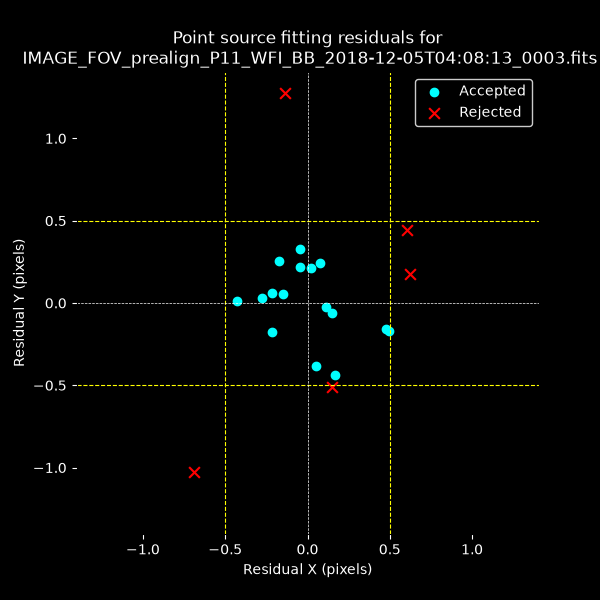 Point source fitting residuals for
IMAGE_FOV_prealign_P11_WFI_BB_2018-12-05T04:08:13_0003.fits
Accepted
Rejected
1.0
0.5
0.0
−0.5
−1.0
Residual Y (pixels)
−1.0 −0.5 0.0 0.5 1.0
Residual X (pixels)